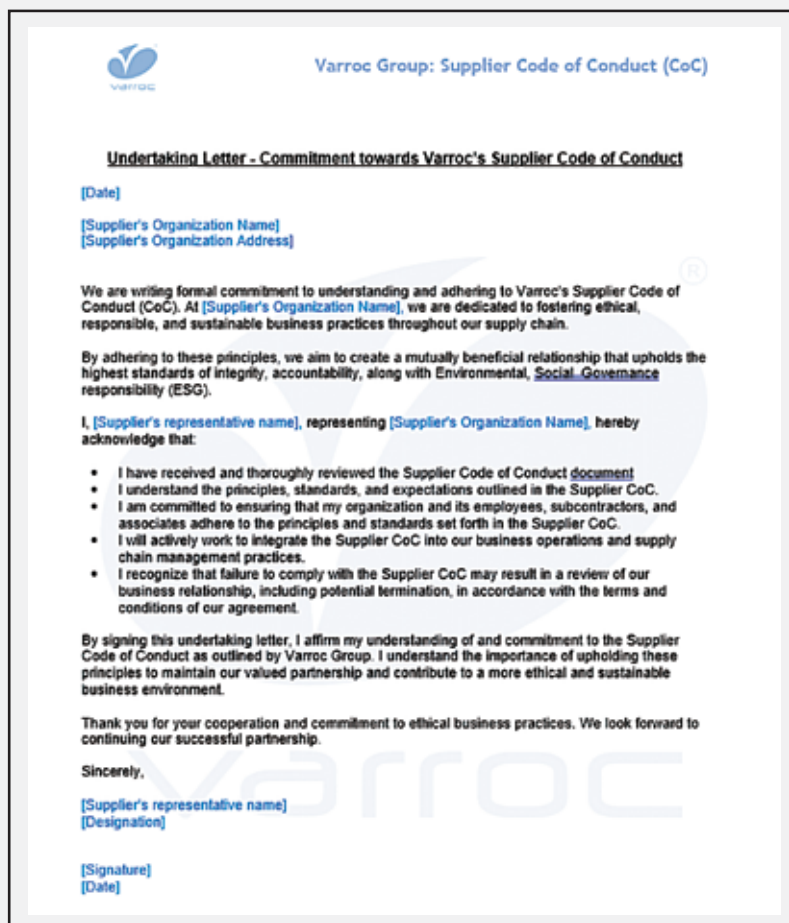 varroc
Varroc Group: Supplier Code of Conduct (CoC)
Undertaking Letter - Commitment towards Varroc's Supplier Code of Conduct
[Date]
[Supplier's Organization Name]
[Supplier's Organization Address]
®
We are writing formal commitment to understanding and adhering to Varroc's Supplier Code of
Conduct (CoC). At [Supplier's Organization Name], we are dedicated to fostering ethical,
responsible, and sustainable business practices throughout our supply chain.
By adhering to these principles, we aim to create a mutually beneficial relationship that upholds the
highest standards of integrity, accountability, along with Environmental, Social Governance
responsibility (ESG).
I, [Supplier's representative name], representing [Supplier's Organization Name], hereby
acknowledge that:
• I have received and thoroughly reviewed the Supplier Code of Conduct document
• I understand the principles, standards, and expectations outlined in the Supplier CoC.
• I am committed to ensuring that my organization and its employees, subcontractors, and
associates adhere to the principles and standards set forth in the Supplier CoC.
• I will actively work to integrate the Supplier CoC into our business operations and supply
chain management practices.
• I recognize that failure to comply with the Supplier CoC may result in a review of our
business relationship, including potential termination, in accordance with the terms and
conditions of our agreement.
By signing this undertaking letter, I affirm my understanding of and commitment to the Supplier
Code of Conduct as outlined by Varroc Group. I understand the importance of upholding these
principles to maintain our valued partnership and contribute to a more ethical and sustainable
business environment.
Thank you for your cooperation and commitment to ethical business practices. We look forward to
continuing our successful partnership.
varroc
Sincerely,
[Supplier's representative name]
[Designation]
[Signature]
[Date]